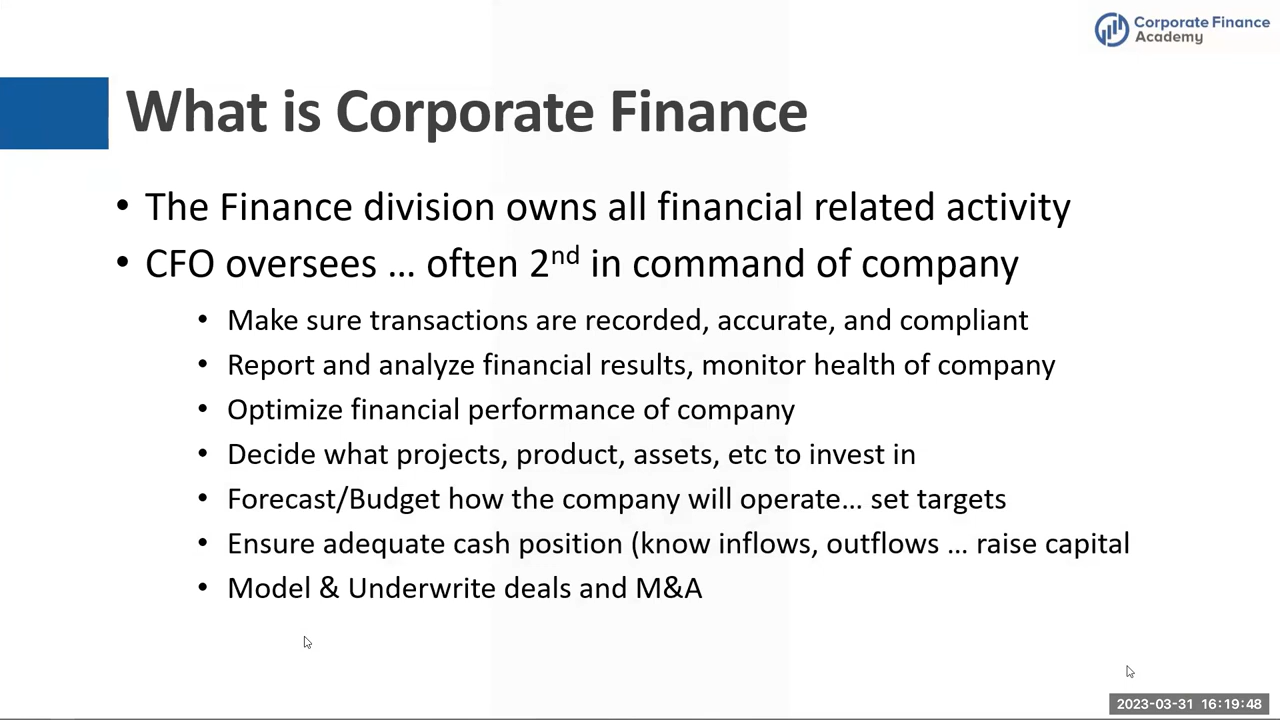 Corporate Finance
Academy
What is Corporate Finance
• The Finance division owns all financial related activity
• CFO oversees … often 2nd in command of company
• Make sure transactions are recorded, accurate, and compliant
• Report and analyze financial results, monitor health of company
• Optimize financial performance of company
• Decide what projects, product, assets, etc to invest in
• Forecast/Budget how the company will operate… set targets
• Ensure adequate cash position (know inflows, outflows … raise capital
• Model & Underwrite deals and M&A
2023-03-31 16:19:48